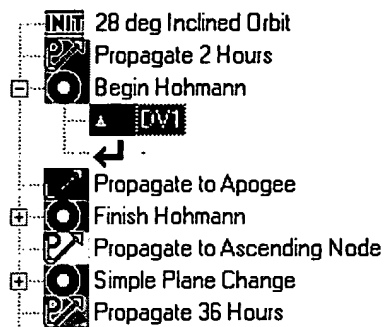 INIT 28 deg Inclined Orbit
Propagate 2 Hours
Begin Hohmann
DV1
Propagate to Apogee
Finish Hohmann
Propagate to Ascending Node
Simple Plane Change
Propagate 36 Hours